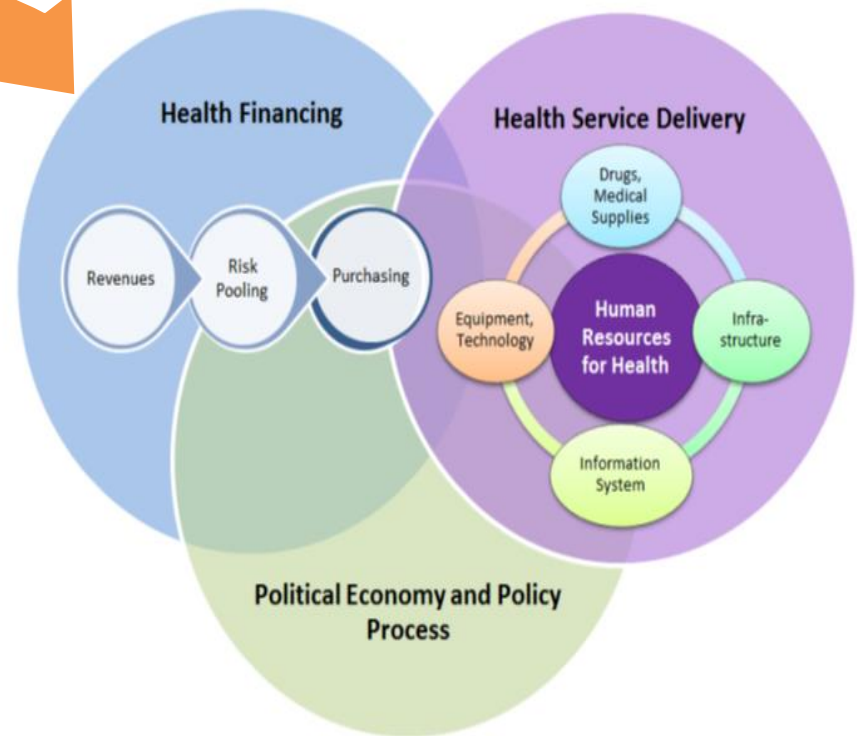 Health Financing
Health Service Delivery
Drugs,
Medical
Supplies
Revenues
Risk
Pooling
Purchasing
Equipment,
Technology
Human
Resources
for Health
Infra-
structure
Information
System
Political Economy and Policy
Process